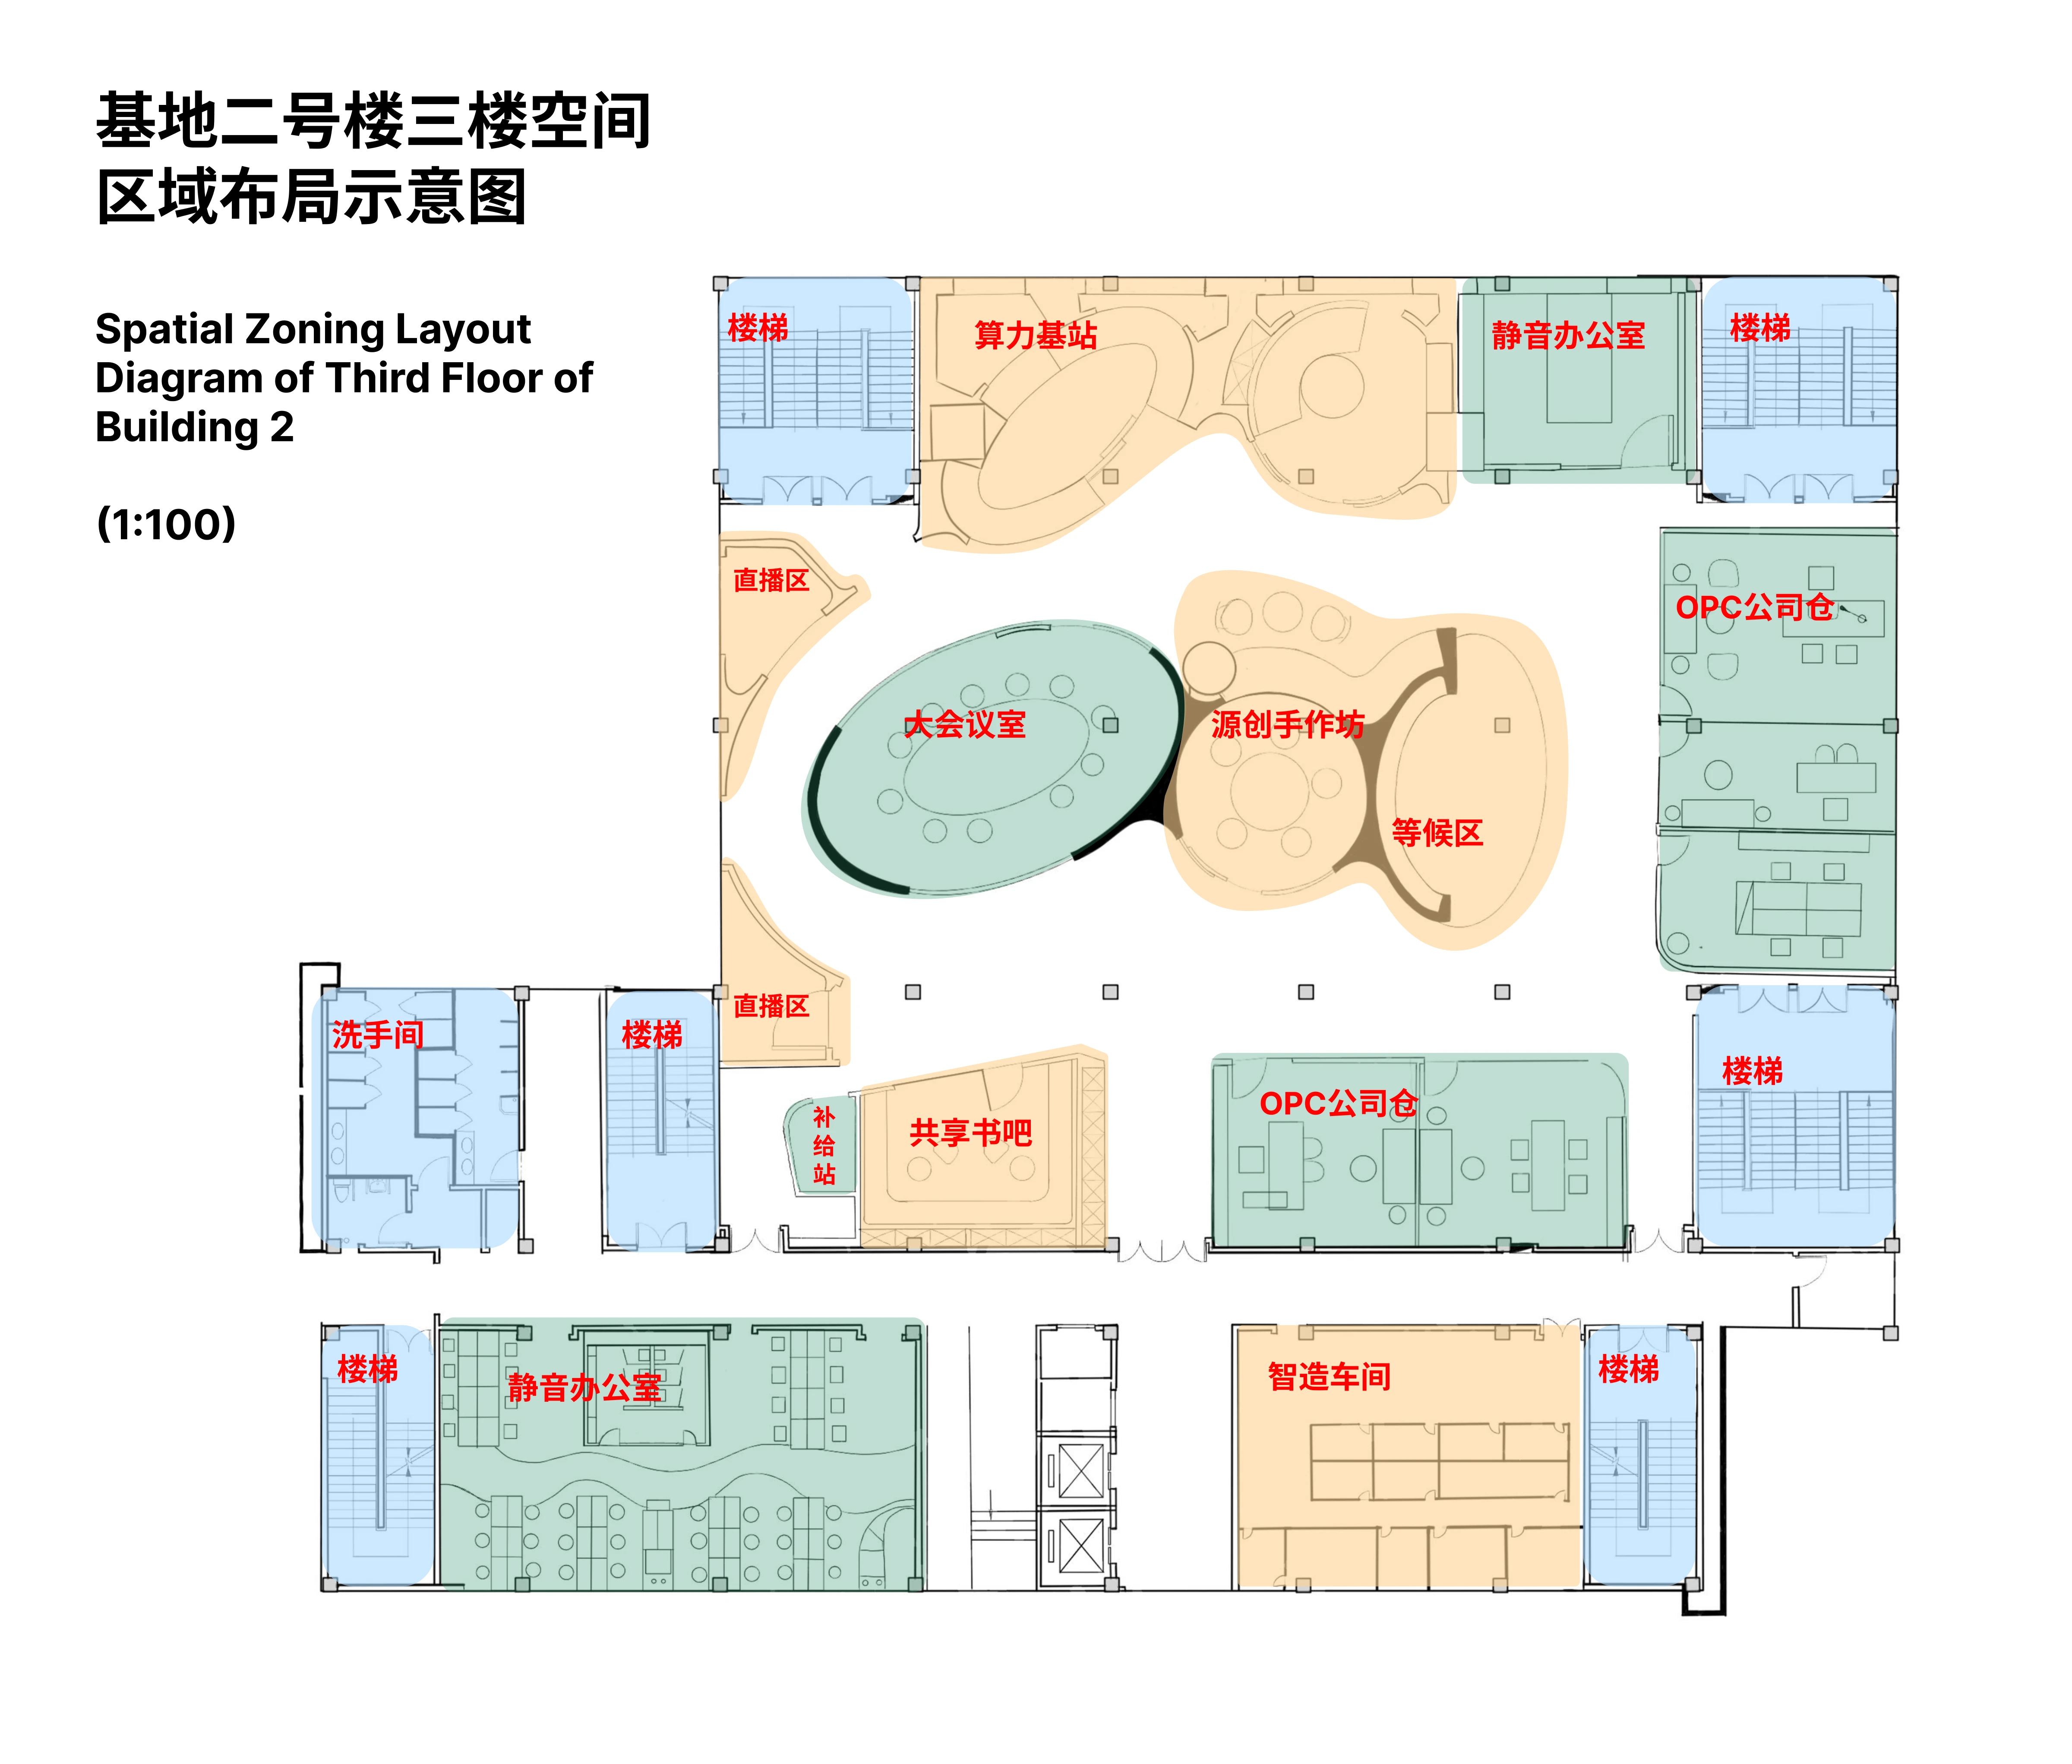 基地二号楼三楼空间
区域布局示意图
Spatial Zoning Layout
Diagram of Third Floor of
Building 2
(1:100)
楼梯
算力基站
静音办公室
楼梯
直播区
OPC公司仓
大会议室
源创手作坊
等候区
直播区
洗手间
楼梯
楼梯
补
给
站
共享书吧
OPC公司仓
楼梯
静音办公室
智造车间
楼梯